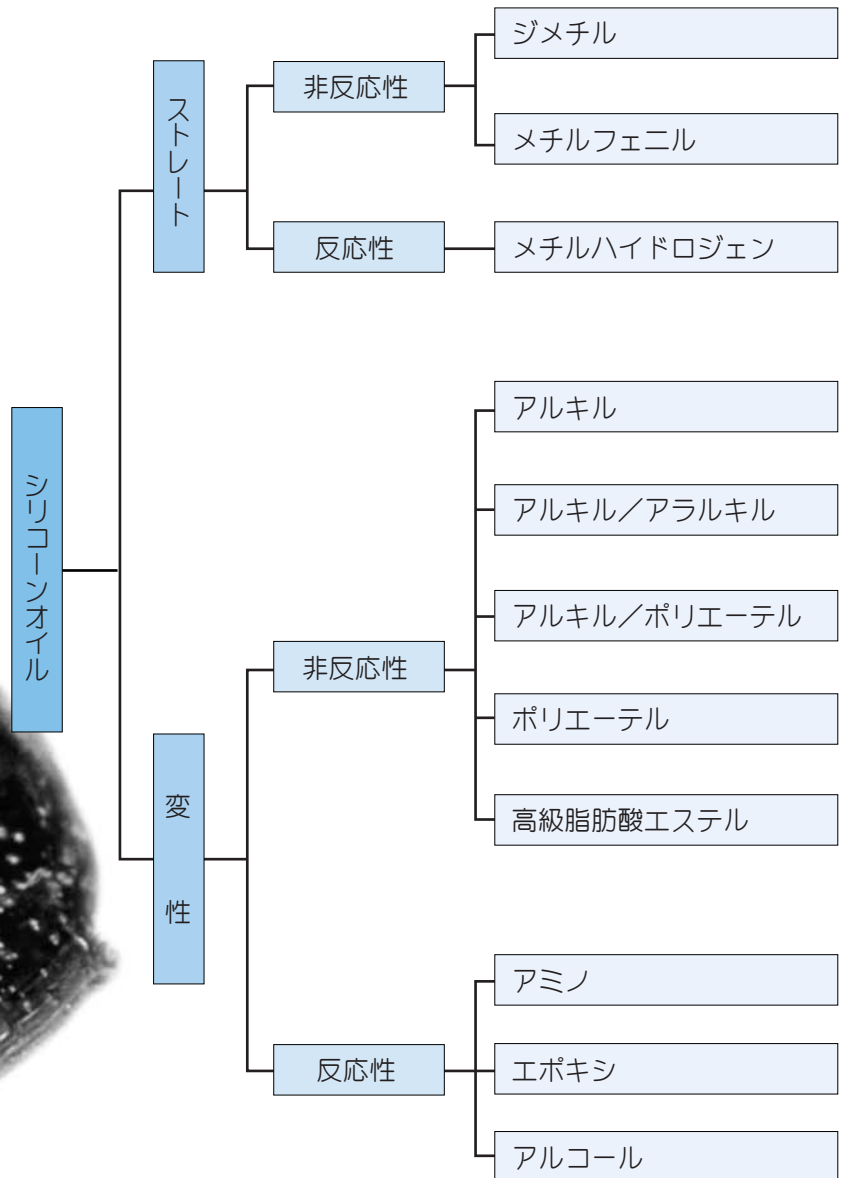 シリコーンオイル
ストレート
非反応性
ジメチル
メチルフェニル
反応性
メチルハイドロジェン
変性
非反応性
アルキル
アルキル／アラルキル
アルキル／ポリエーテル
ポリエーテル
高級脂肪酸エステル
反応性
アミノ
エポキシ
アルコール